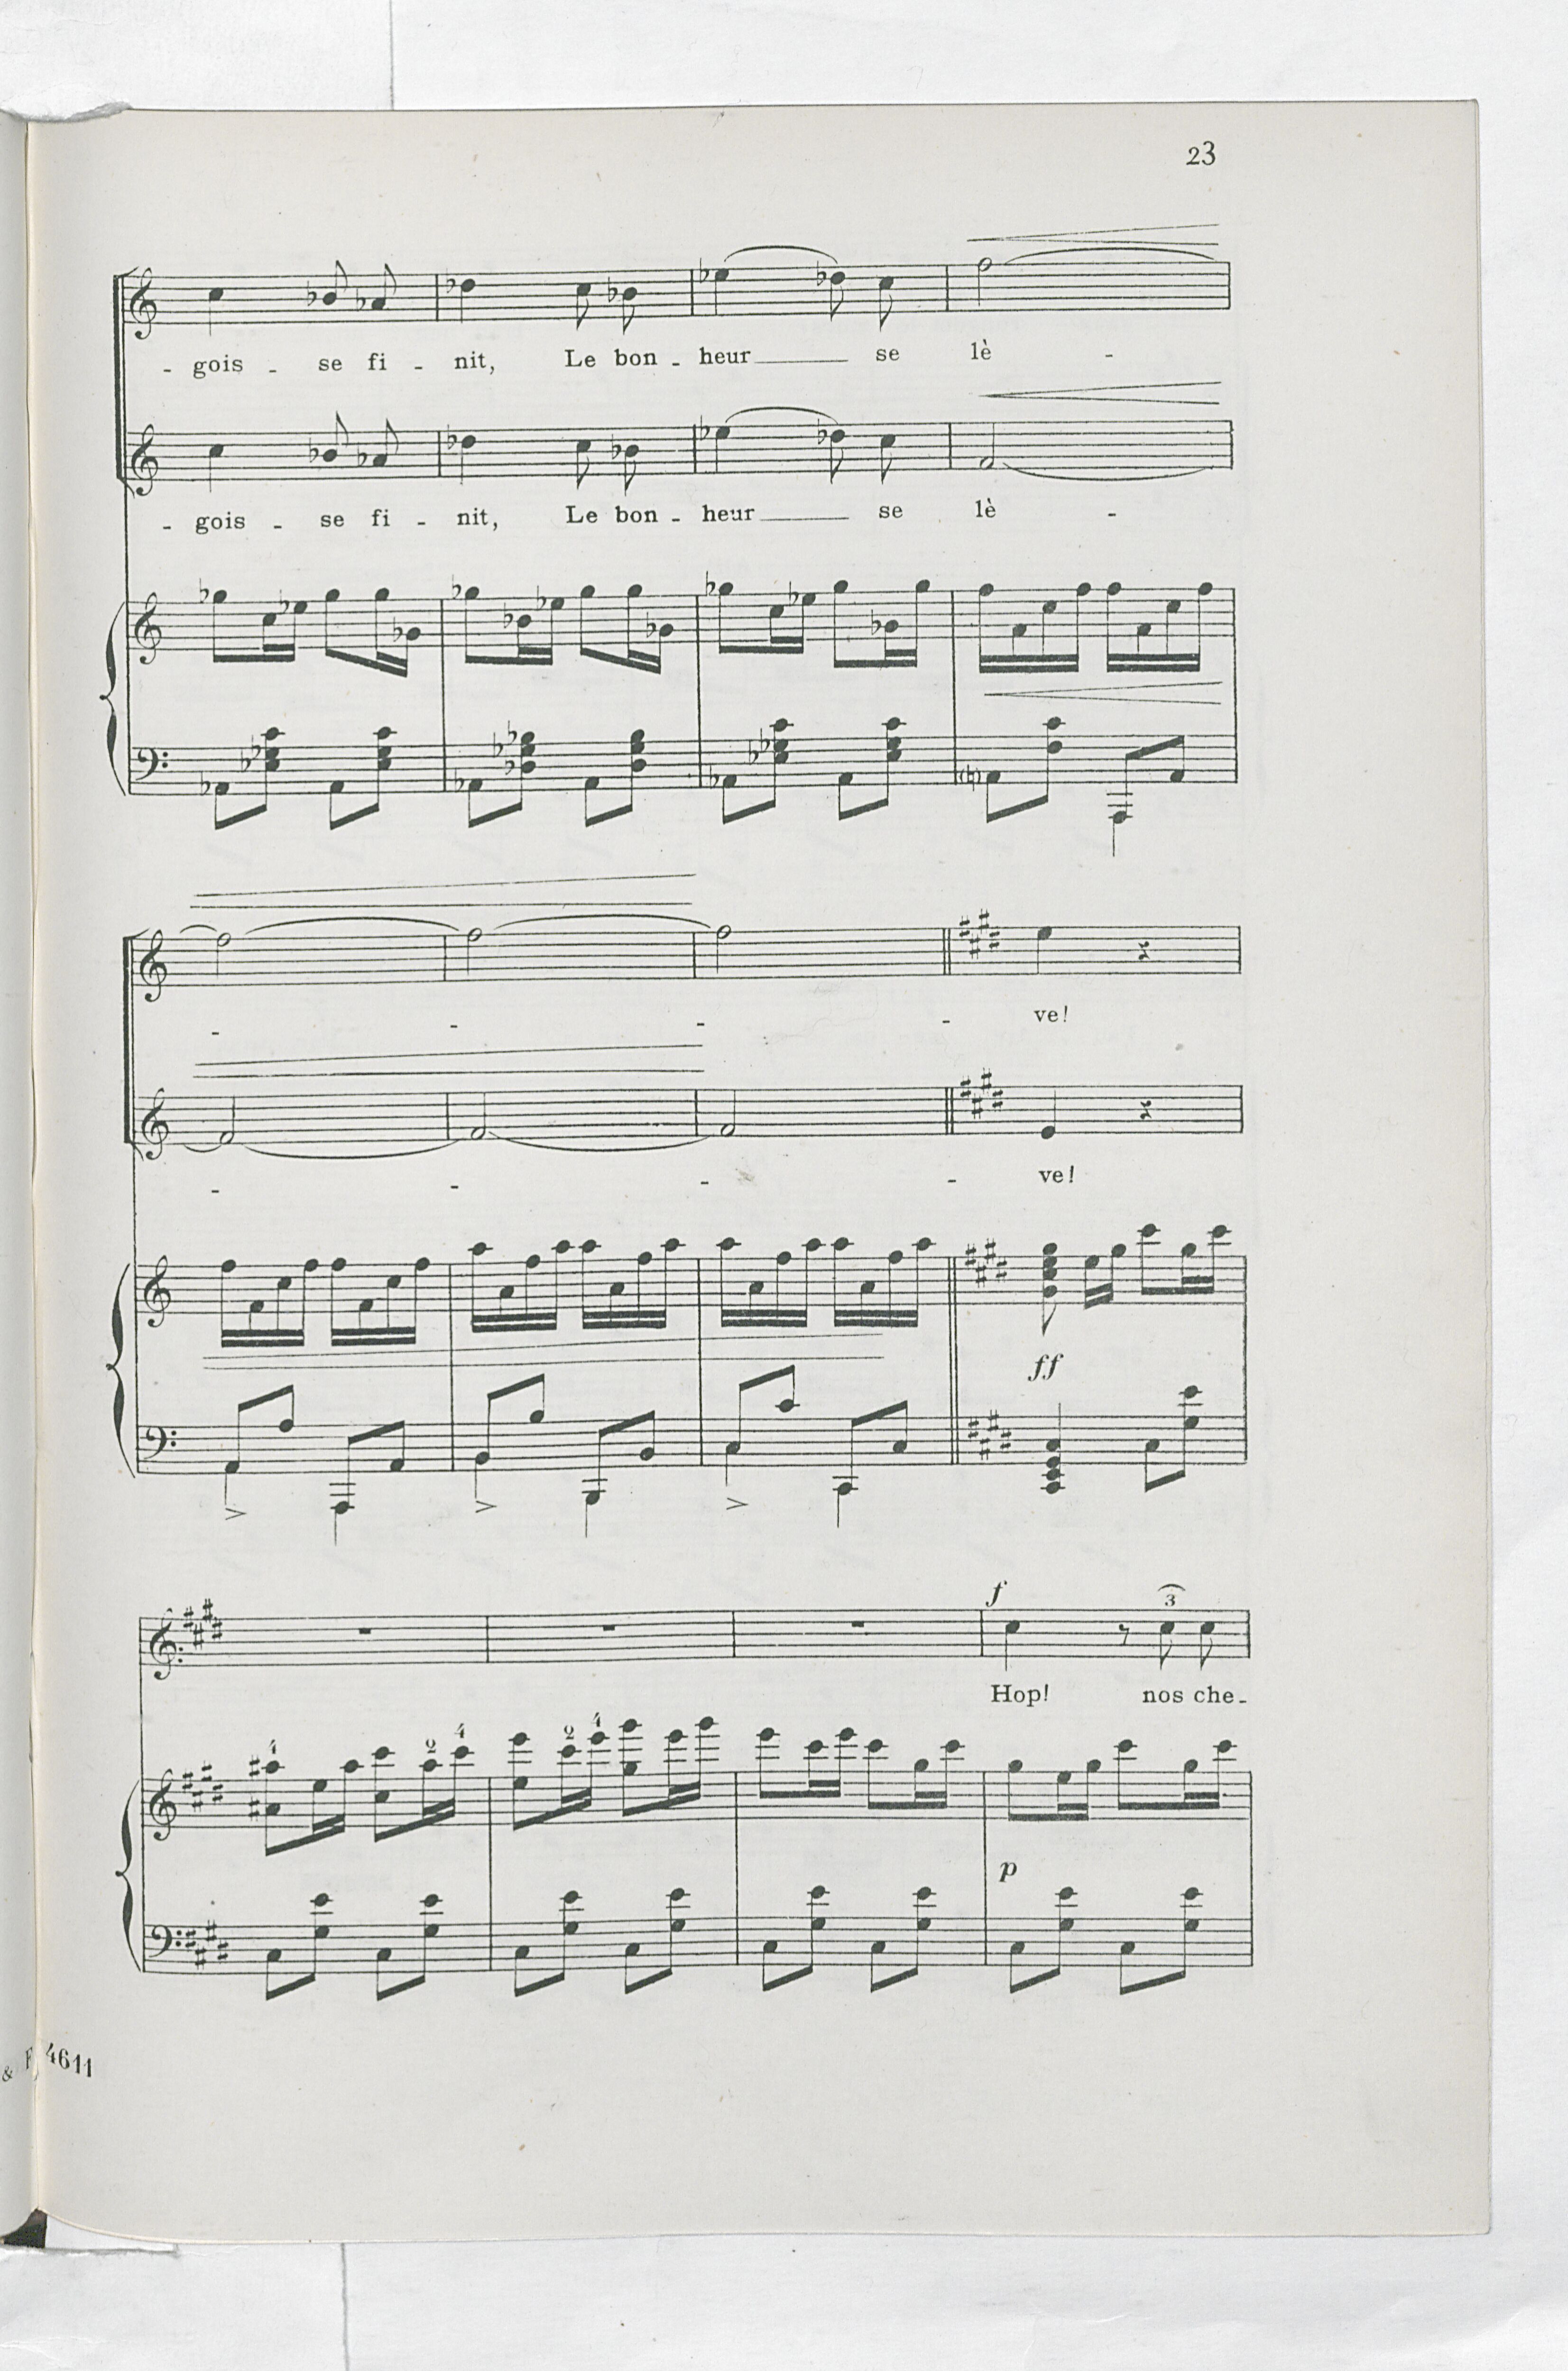 23
- gois - se fi - nit, Le bon - heur se lè -
- gois - se fi - nit, Le bon - heur se lè -
- - - - ve!
- - - - ve!
ff
f
3
Hop! nos che-
4 2 4 2 4
p
& F. 4611